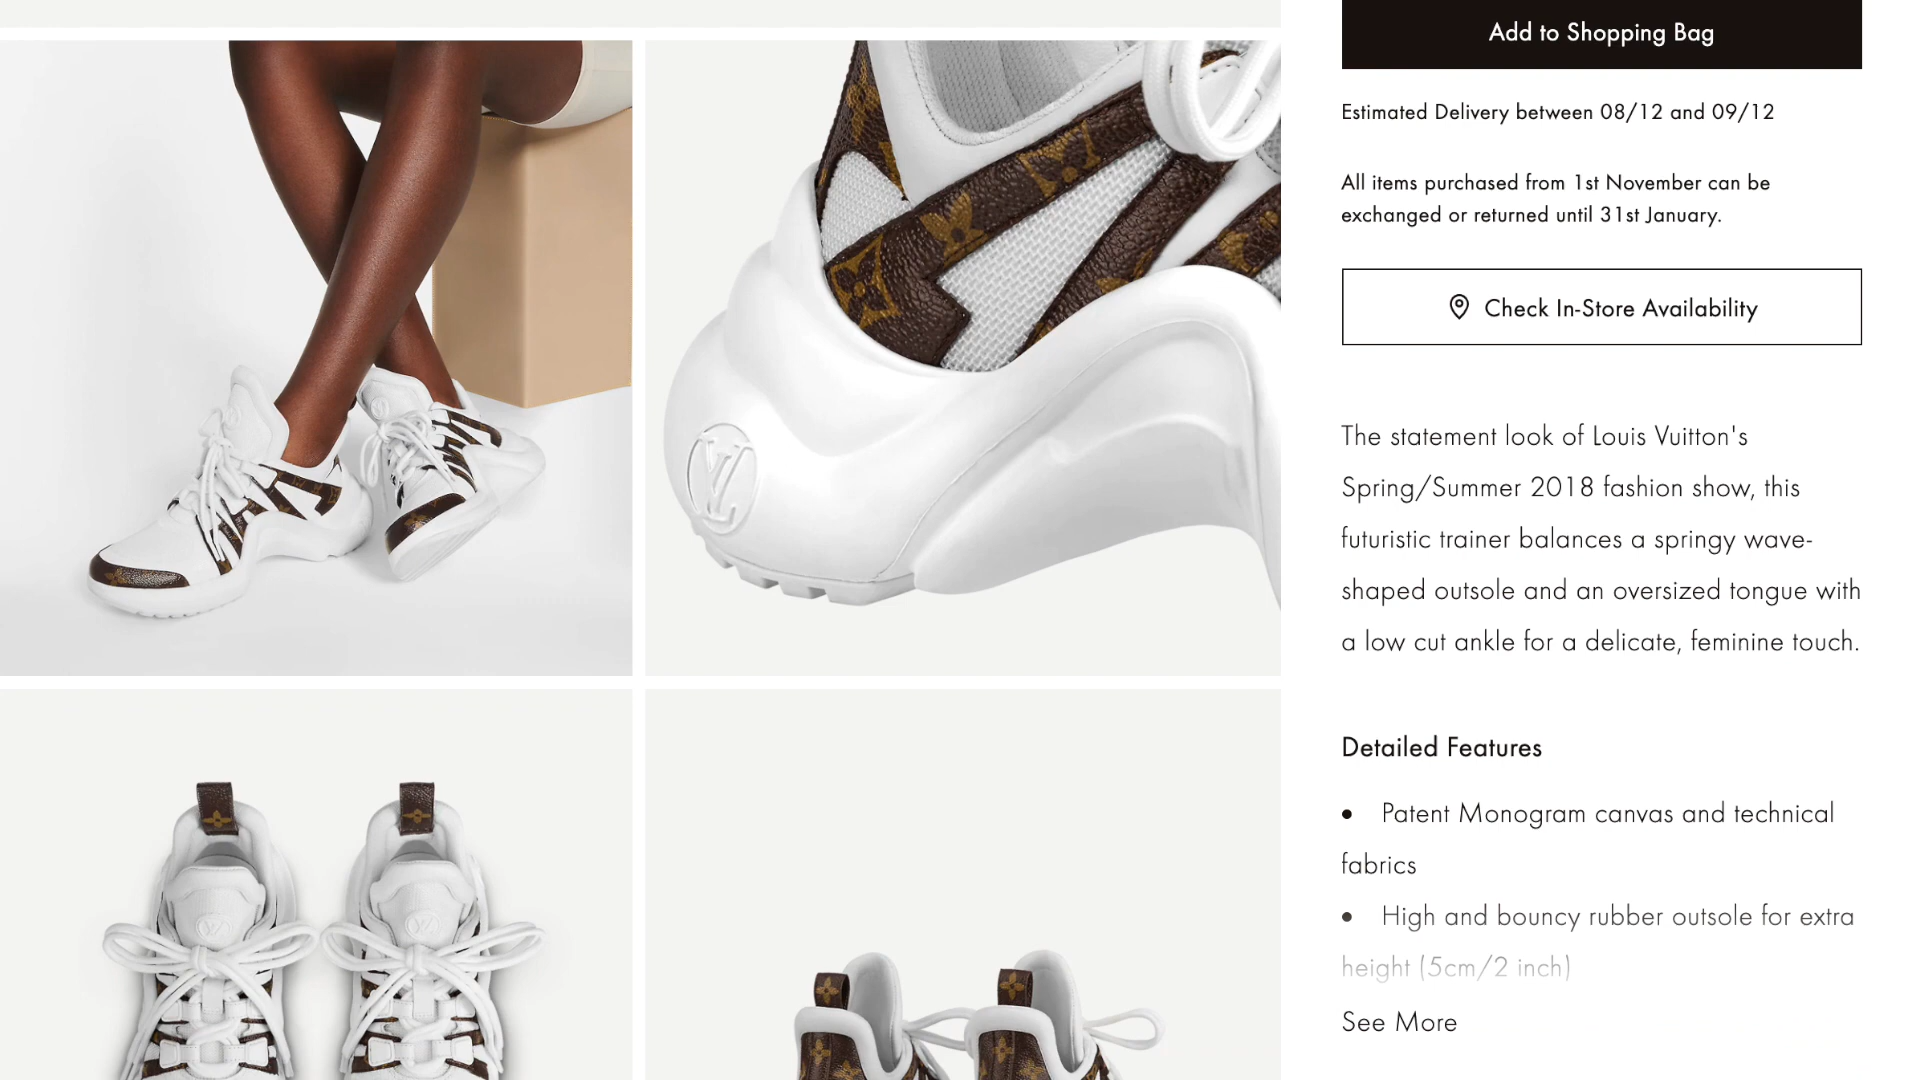 Add to Shopping Bag
Estimated Delivery between 08/12 and 09/12
All items purchased from 1st November can be
exchanged or returned until 31st January.
Check In-Store Availability
The statement look of Louis Vuitton's
Spring/Summer 2018 fashion show, this
futuristic trainer balances a springy wave-
shaped outsole and an oversized tongue with
a low cut ankle for a delicate, feminine touch.
Detailed Features
• Patent Monogram canvas and technical
fabrics
• High and bouncy rubber outsole for extra
height (5cm/2 inch)
See More
LV
LV
LV